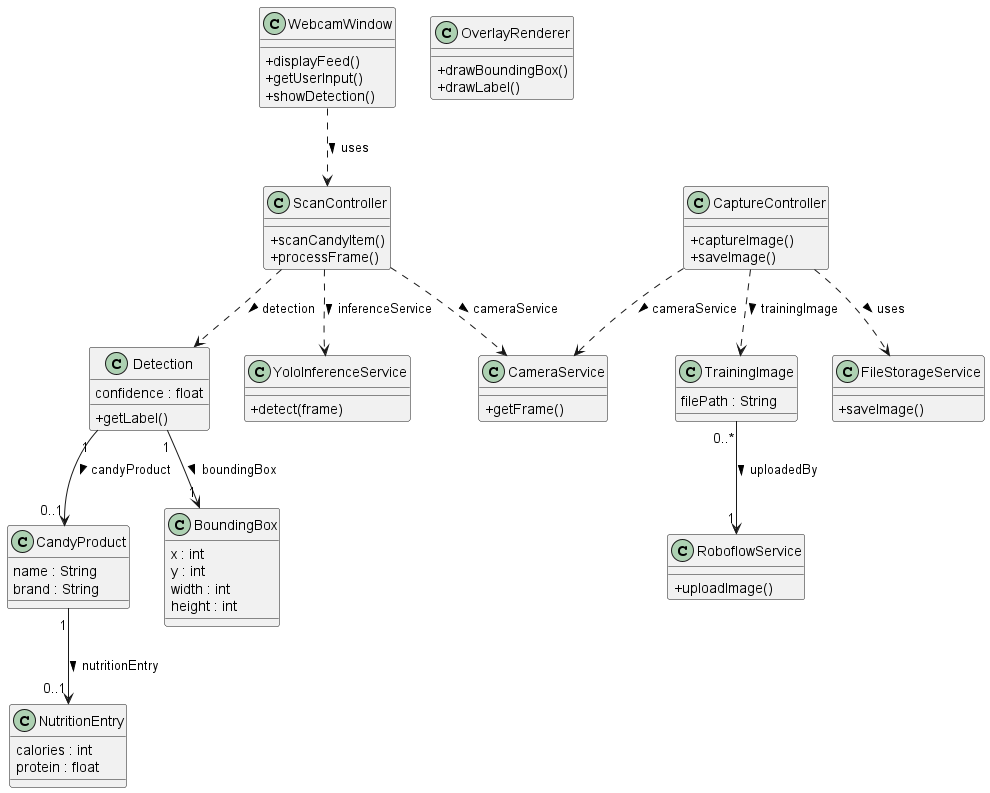 C WebcamWindow
+displayFeed()
+getUserInput()
+showDetection()
C OverlayRenderer
+drawBoundingBox()
+drawLabel()
uses
C ScanController
+scanCandyItem()
+processFrame()
C CaptureController
+captureImage()
+saveImage()
detection
inferenceService
cameraService
cameraService
trainingImage
uses
C Detection
confidence : float
+getLabel()
C YoloInferenceService
+detect(frame)
C CameraService
+getFrame()
C TrainingImage
filePath : String
C FileStorageService
+saveImage()
1
candyProduct
0..1
1
boundingBox
1
0..*
uploadedBy
1
C CandyProduct
name : String
brand : String
C BoundingBox
x : int
y : int
width : int
height : int
C RoboflowService
+uploadImage()
1
nutritionEntry
0..1
C NutritionEntry
calories : int
protein : float